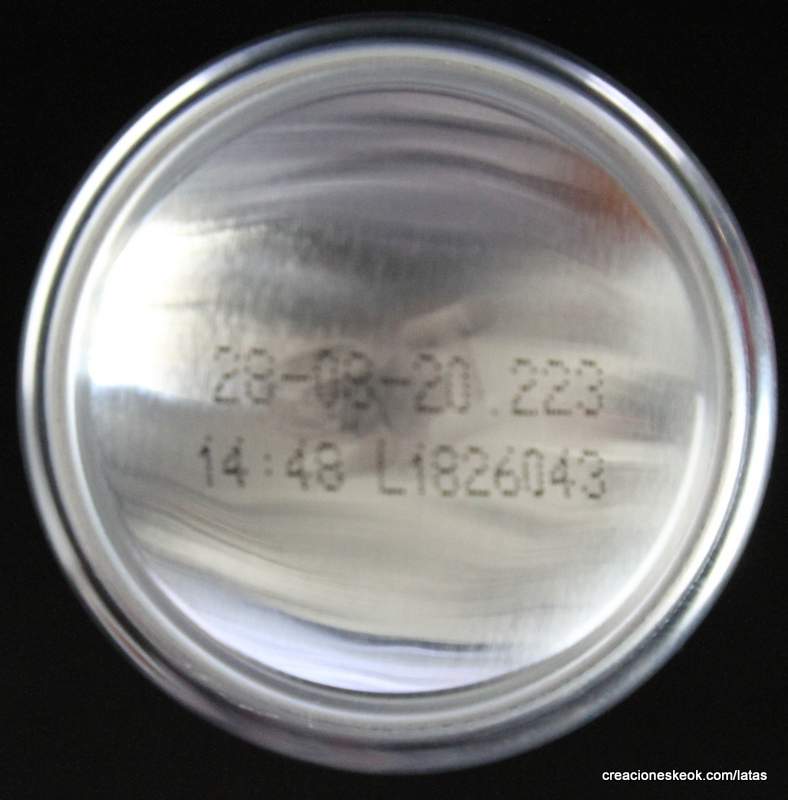 28-08-20 .223
14:48 L1826043
creacioneskeok.com/latas